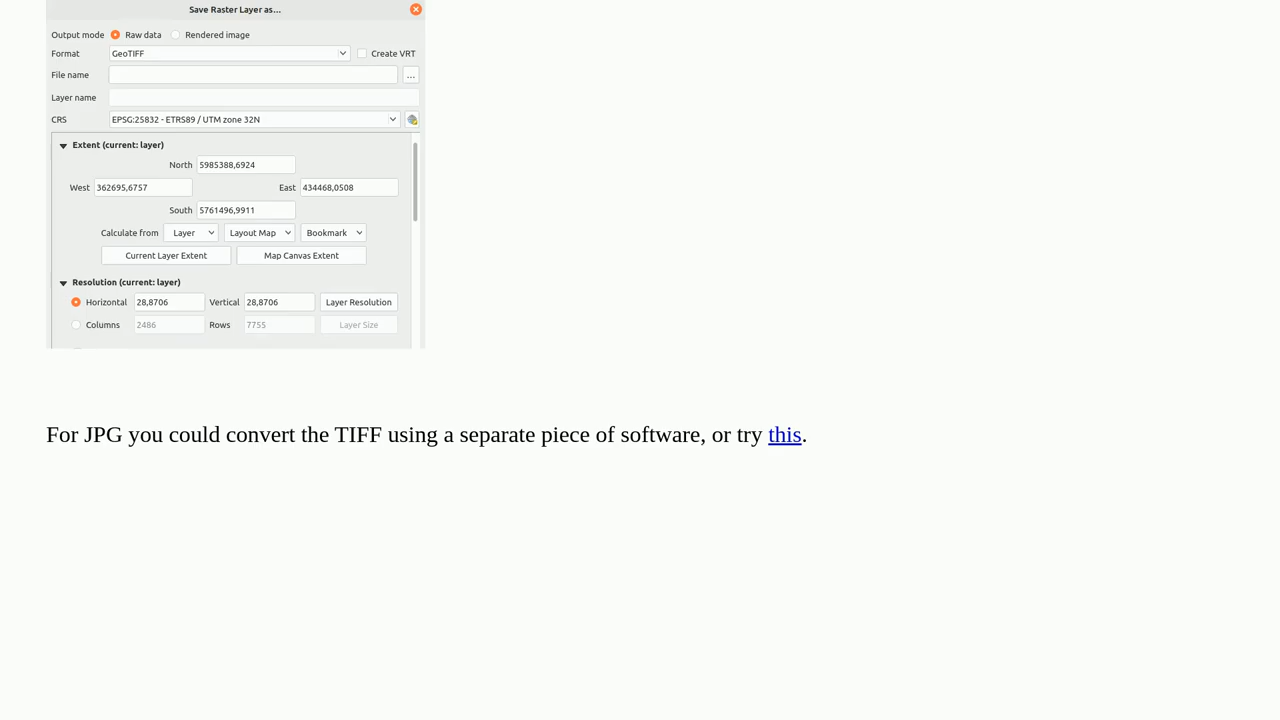 Save Raster Layer as...
Output mode Raw data Rendered image
Format GeoTIFF Create VRT
File name ...
Layer name
CRS EPSG:25832 - ETRS89 / UTM zone 32N
Extent (current: layer)
North 5985388,6924
West 362695,6757 East 434468,0508
South 5761496,9911
Calculate from Layer Layout Map Bookmark
Current Layer Extent Map Canvas Extent
Resolution (current: layer)
Horizontal 28,8706 Vertical 28,8706 Layer Resolution
Columns 2486 Rows 7755 Layer Size
For JPG you could convert the TIFF using a separate piece of software, or try this.